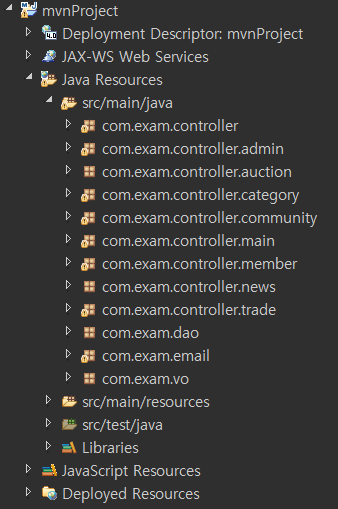 mvnProject
Deployment Descriptor: mvnProject
JAX-WS Web Services
Java Resources
src/main/java
com.exam.controller
com.exam.controller.admin
com.exam.controller.auction
com.exam.controller.category
com.exam.controller.community
com.exam.controller.main
com.exam.controller.member
com.exam.controller.news
com.exam.controller.trade
com.exam.dao
com.exam.email
com.exam.vo
src/main/resources
src/test/java
Libraries
JavaScript Resources
Deployed Resources